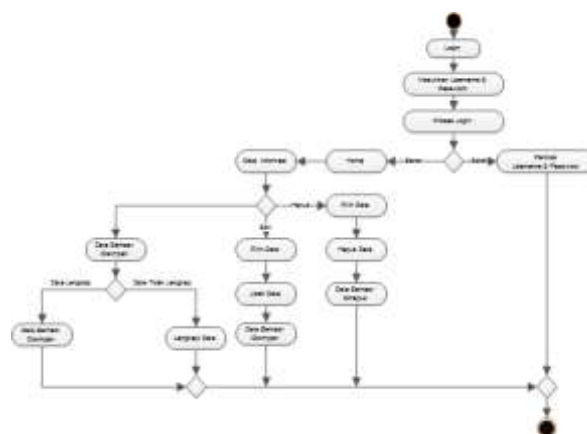 Login
Masukkan Username &
Password
Proses Login
Data Informasi
Home
Benar
Salah
Periksa
Username & Password
Hapus
Pilih Data
Edit
Data Berhasil
Disimpan
Pilih Data
Hapus Data
Data Lengkap
Data Tidak Lengkap
Ubah Data
Data Berhasil
Dihapus
Data Berhasil
Disimpan
Lengkapi Data
Data Berhasil
Disimpan